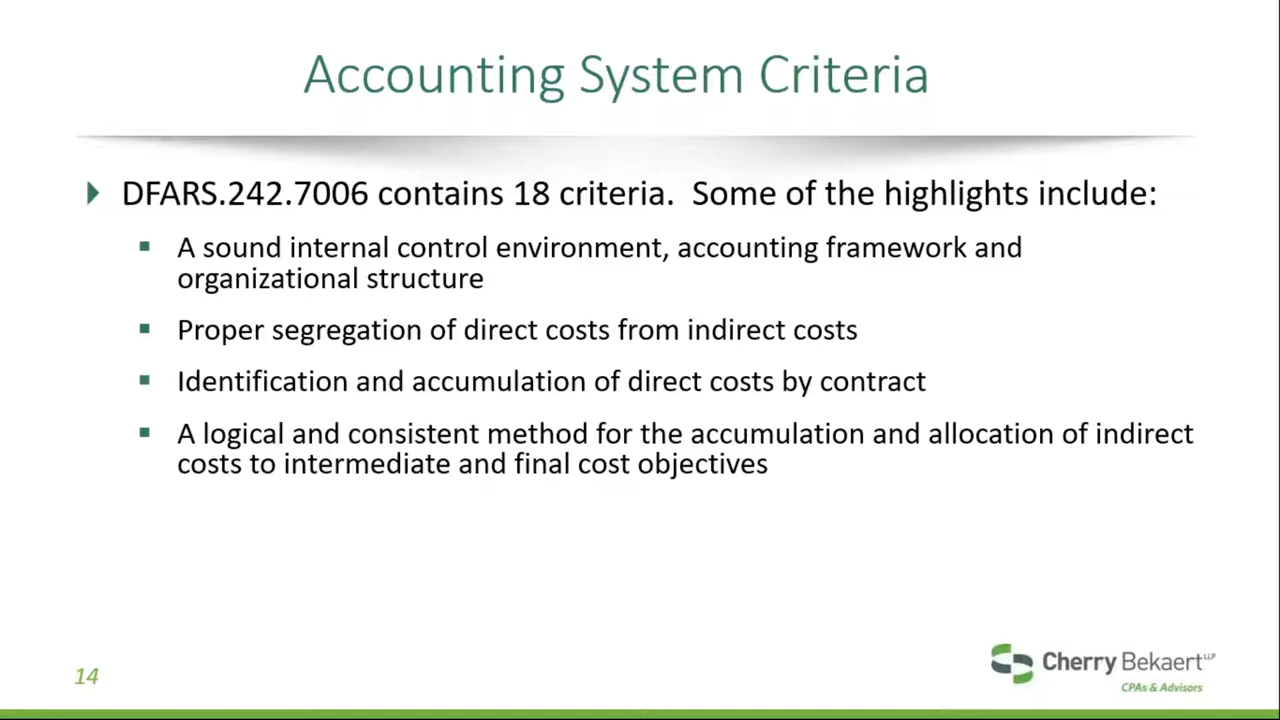 Accounting System Criteria
DFARS.242.7006 contains 18 criteria.  Some of the highlights include:
A sound internal control environment, accounting framework and
organizational structure
Proper segregation of direct costs from indirect costs
Identification and accumulation of direct costs by contract
A logical and consistent method for the accumulation and allocation of indirect
costs to intermediate and final cost objectives
14
Cherry Bekaert LLP
CPAs & Advisors